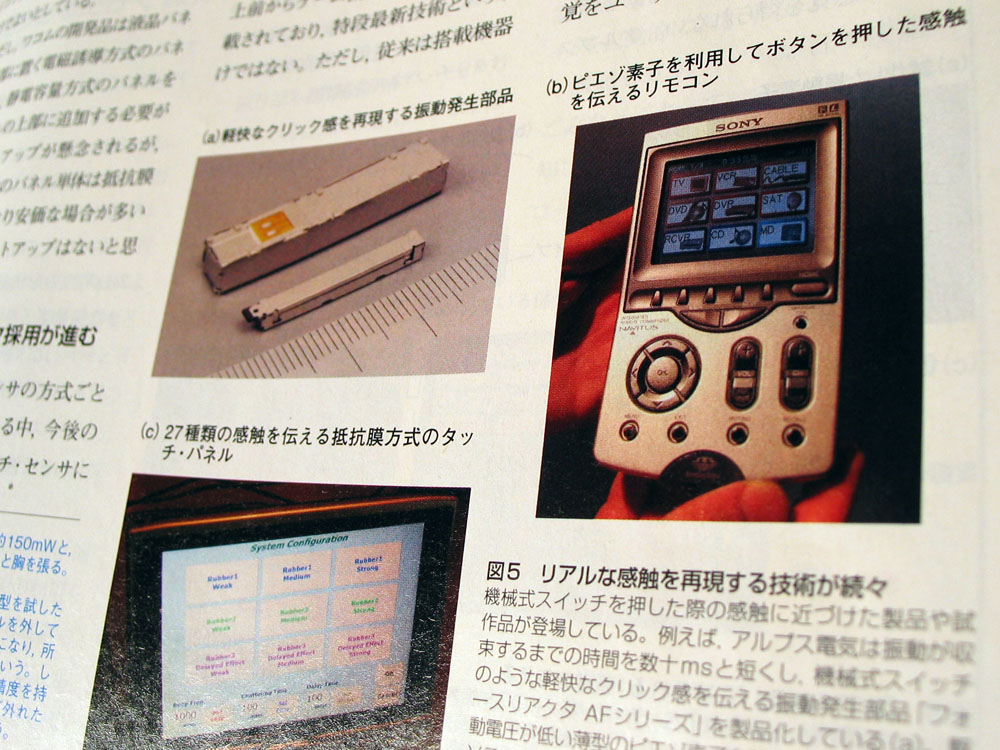 でよいとしている。
だし，ワコムの開発品は液晶パネ
部に置く電磁誘導方式のパネ
，静電容量方式のパネルを
の上部に追加する必要が
アップが懸念されるが，
のパネル単体は抵抗膜
り安価な場合が多い
トアップはないと思
採用が進む
ンサの方式ごと
る中，今後の
チ・センサに
約150mWと，
と胸を張る。
型を試した
ルを外して
になり，所
いう。し
精度を持
外れた
上前から
載されており，特段最新技術とい
けではない。ただし，従来は搭載機器
(a)軽快なクリック感を再現する振動発生部品
(c) 27種類の感触を伝える抵抗膜方式のタッ
チ・パネル
System Configuration
Rubber1 Weak
Rubber1 Medium
Rubber1 Strong
Rubber2 Weak
Rubber2 Medium
Rubber2 Strong
Rubber3 Delayed Effect Weak
Rubber3 Delayed Effect Medium
Rubber3 Delayed Effect Strong
Beep Freq
Chattering Time
Delay Time
1000
100
100
OK
Cancel
覚をユ
(b)ピエゾ素子を利用してボタンを押した感触
を伝えるリモコン
SONY
TV
VCR
CABLE
DVD
DVR
SAT
RCVR
CD
MD
NAVITUS
OK
VOL
MENU
EXIT
図5 リアルな感触を再現する技術が続々
機械式スイッチを押した際の感触に近づけた製品や試
作品が登場している。例えば，アルプス電気は振動が収
束するまでの時間を数十msと短くし，機械式スイッチ
のような軽快なクリック感を伝える振動発生部品「フォ
ースリアクタ AFシリーズ」を製品化している(a)。
動電圧が低い薄型のピエゾ素子